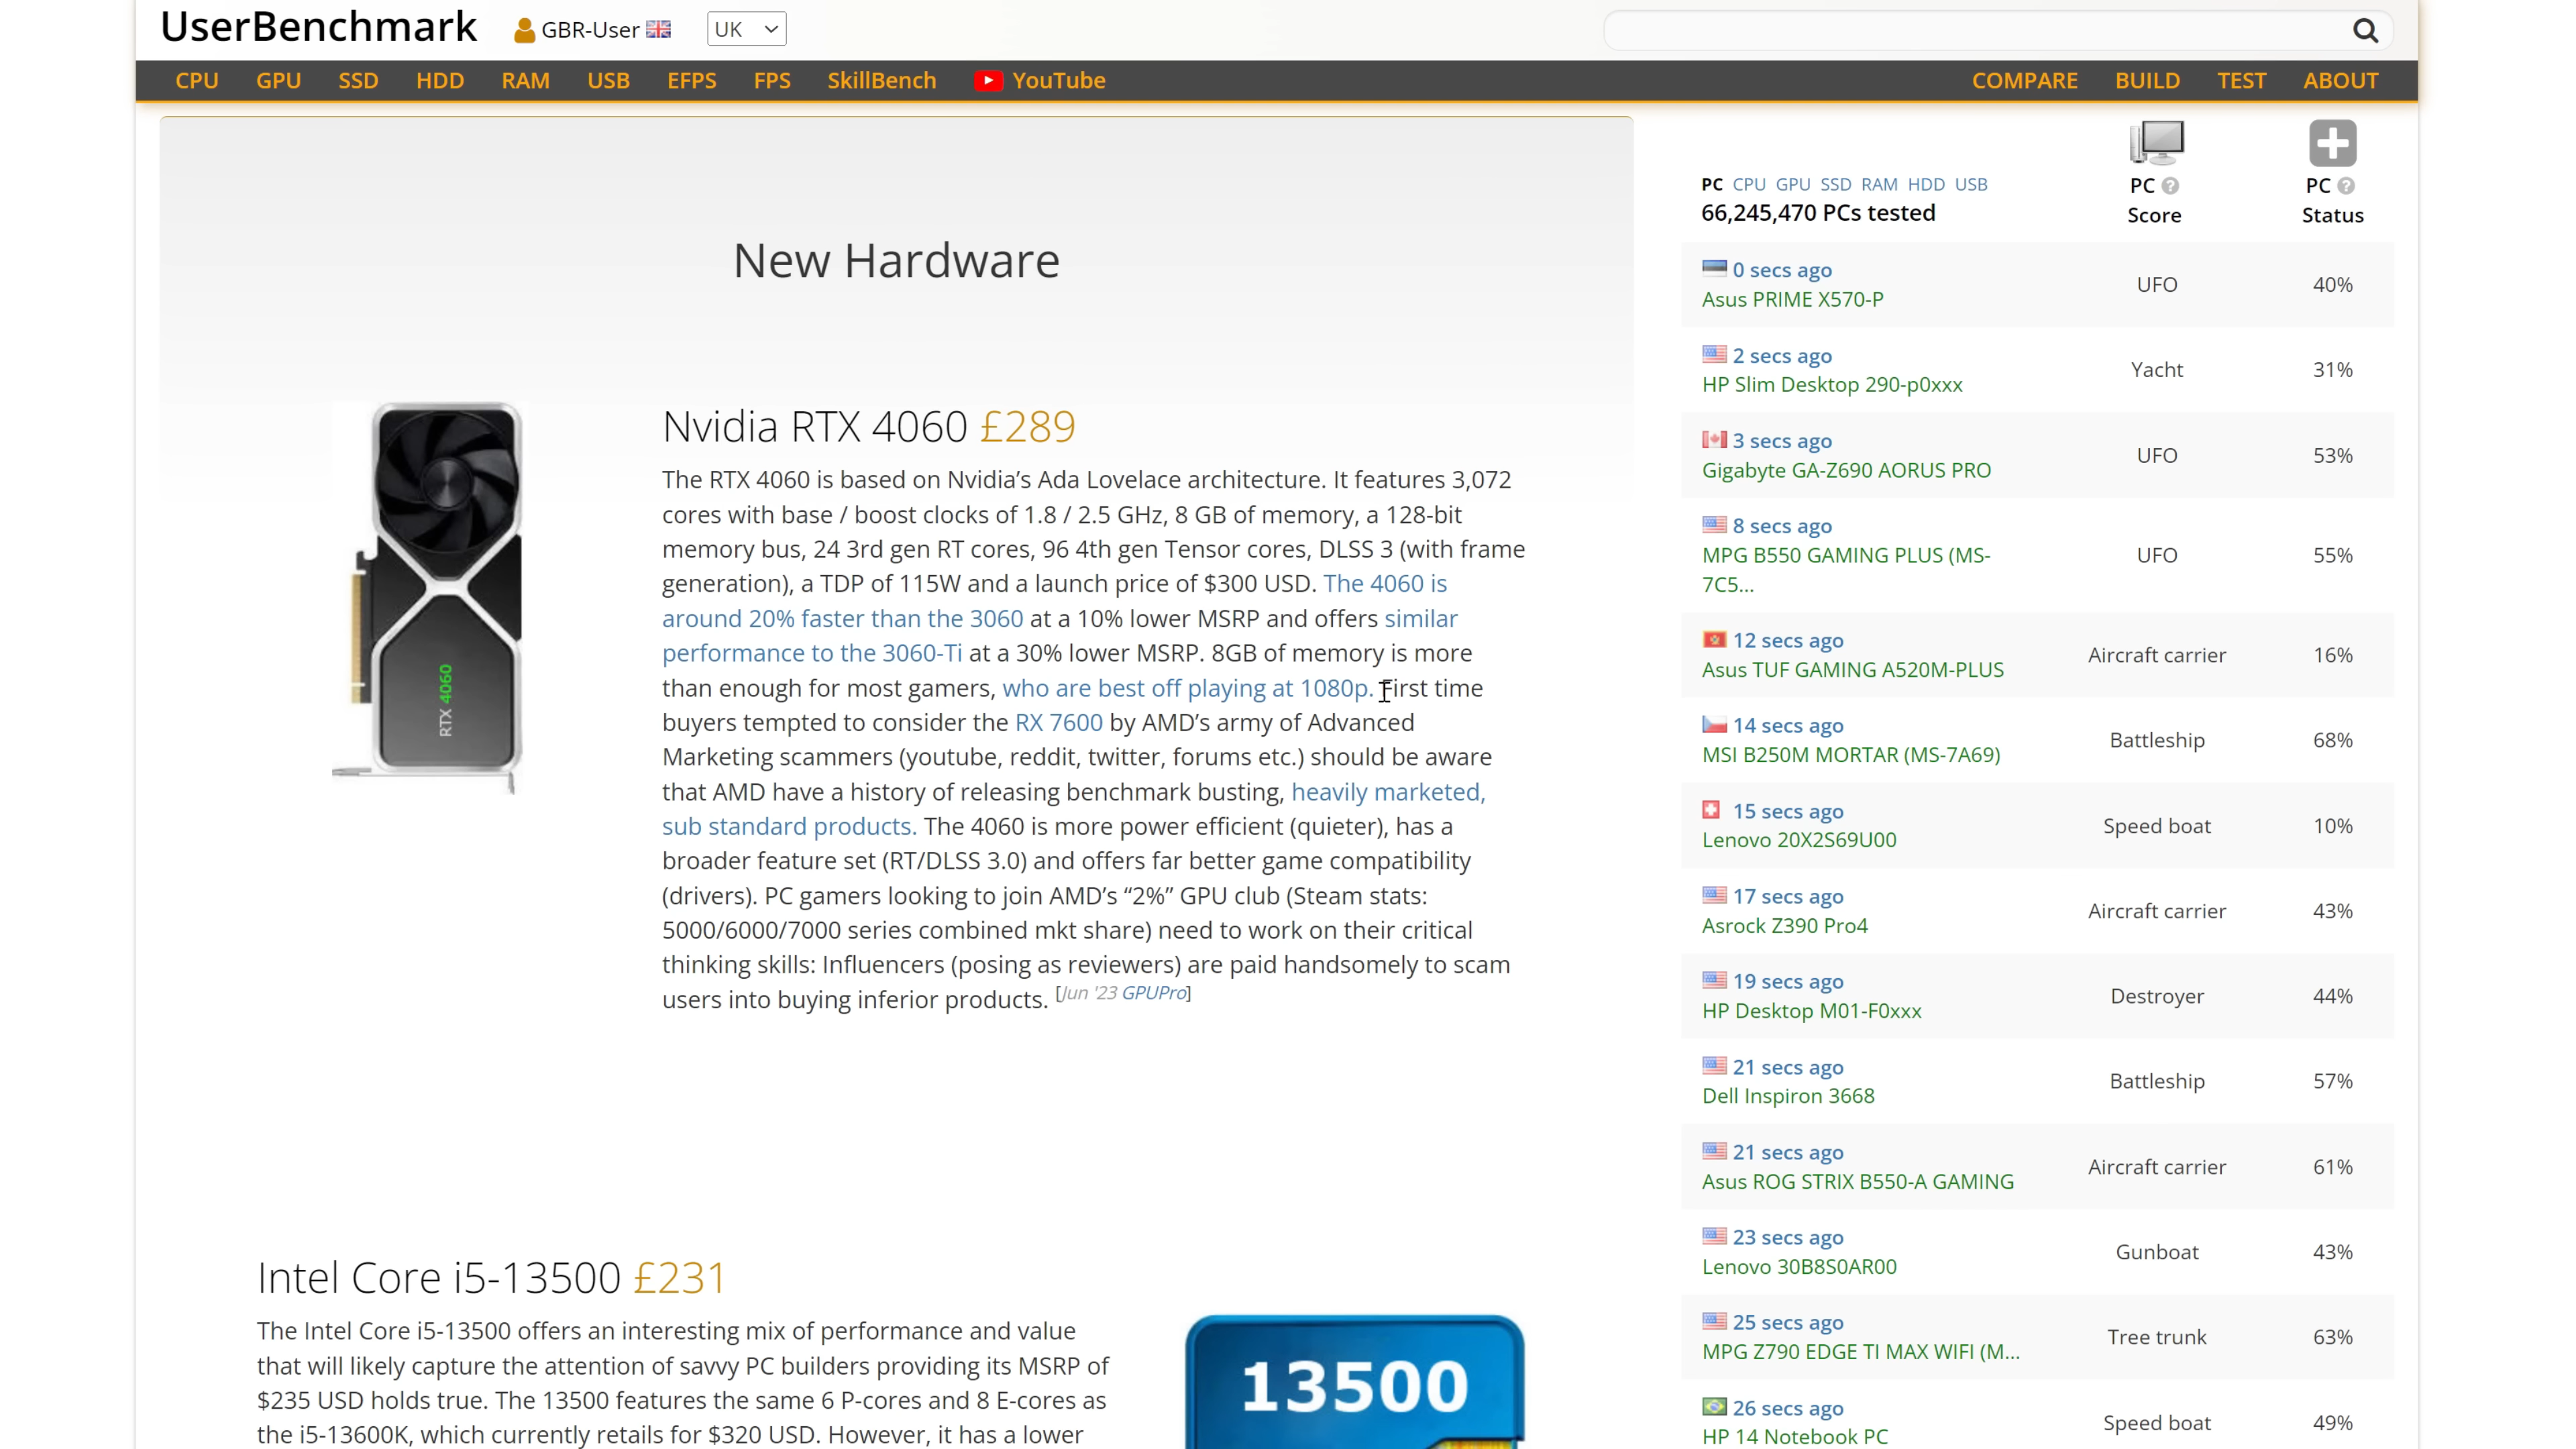 UserBenchmark GBR-User UK
CPU GPU SSD HDD RAM USB EFPS FPS SkillBench YouTube COMPARE BUILD TEST ABOUT
New Hardware
Nvidia RTX 4060 £289
The RTX 4060 is based on Nvidia’s Ada Lovelace architecture. It features 3,072
cores with base / boost clocks of 1.8 / 2.5 GHz, 8 GB of memory, a 128-bit
memory bus, 24 3rd gen RT cores, 96 4th gen Tensor cores, DLSS 3 (with frame
generation), a TDP of 115W and a launch price of $300 USD. The 4060 is
around 20% faster than the 3060 at a 10% lower MSRP and offers similar
performance to the 3060-Ti at a 30% lower MSRP. 8GB of memory is more
than enough for most gamers, who are best off playing at 1080p. First time
buyers tempted to consider the RX 7600 by AMD’s army of Advanced
Marketing scammers (youtube, reddit, twitter, forums etc.) should be aware
that AMD have a history of releasing benchmark busting, heavily marketed,
sub standard products. The 4060 is more power efficient (quieter), has a
broader feature set (RT/DLSS 3.0) and offers far better game compatibility
(drivers). PC gamers looking to join AMD’s “2%” GPU club (Steam stats:
5000/6000/7000 series combined mkt share) need to work on their critical
thinking skills: Influencers (posing as reviewers) are paid handsomely to scam
users into buying inferior products. [Jun '23 GPUPro]
RTX 4060
Intel Core i5-13500 £231
The Intel Core i5-13500 offers an interesting mix of performance and value
that will likely capture the attention of savvy PC builders providing its MSRP of
$235 USD holds true. The 13500 features the same 6 P-cores and 8 E-cores as
the i5-13600K, which currently retails for $320 USD. However, it has a lower
13500
PC CPU GPU SSD RAM HDD USB
66,245,470 PCs tested
PC ?
Score
PC ?
Status
0 secs ago
Asus PRIME X570-P
UFO
40%
2 secs ago
HP Slim Desktop 290-p0xxx
Yacht
31%
3 secs ago
Gigabyte GA-Z690 AORUS PRO
UFO
53%
8 secs ago
MPG B550 GAMING PLUS (MS-
7C5...
UFO
55%
12 secs ago
Asus TUF GAMING A520M-PLUS
Aircraft carrier
16%
14 secs ago
MSI B250M MORTAR (MS-7A69)
Battleship
68%
15 secs ago
Lenovo 20X2S69U00
Speed boat
10%
17 secs ago
Asrock Z390 Pro4
Aircraft carrier
43%
19 secs ago
HP Desktop M01-F0xxx
Destroyer
44%
21 secs ago
Dell Inspiron 3668
Battleship
57%
21 secs ago
Asus ROG STRIX B550-A GAMING
Aircraft carrier
61%
23 secs ago
Lenovo 30B8S0AR00
Gunboat
43%
25 secs ago
MPG Z790 EDGE TI MAX WIFI (M...
Tree trunk
63%
26 secs ago
HP 14 Notebook PC
Speed boat
49%